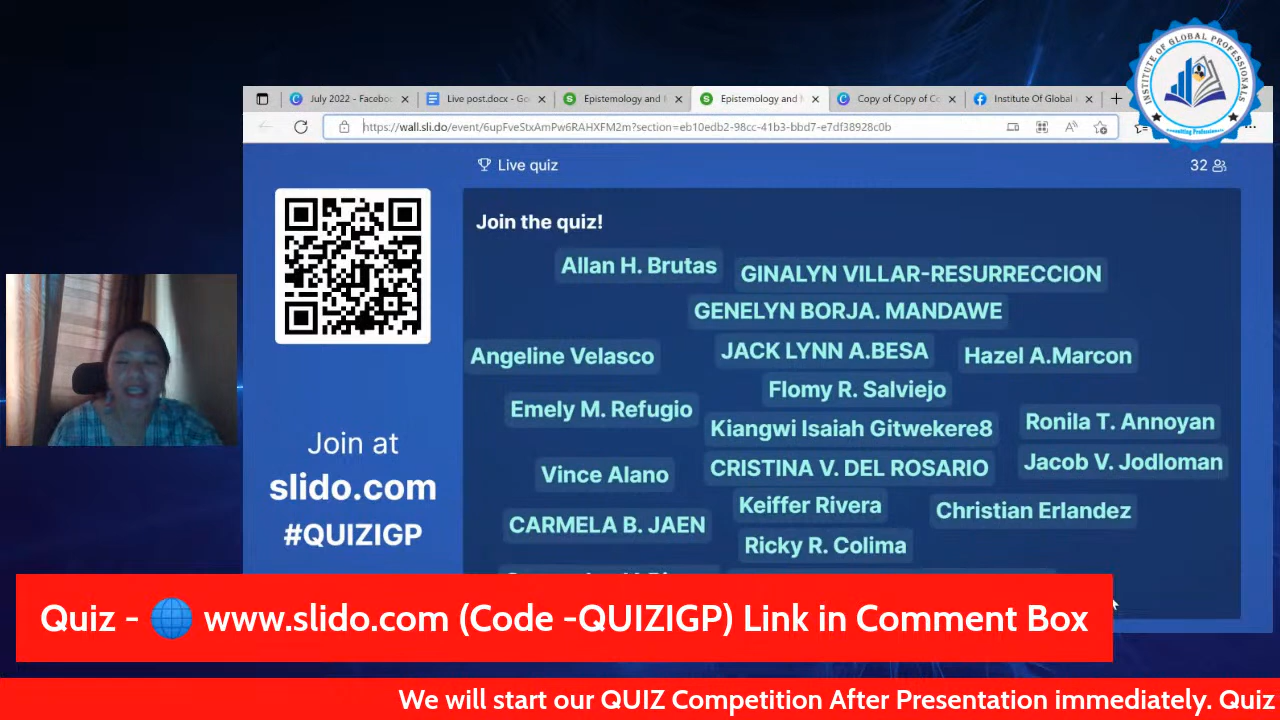 INSTITUTE OF GLOBAL PROFESSIONALS
Consulting Professionals
July 2022 - Faceboo
Live post.docx - Go
Epistemology and
Epistemology and
Copy of Copy of C
Institute Of Global
https://wall.sli.do/event/6upFveStxAmPw6RAHXFM2m?section=eb10edb2-98cc-41b3-bbd7-e7df38928c0b
Live quiz
32
Join the quiz!
Allan H. Brutas
GINALYN VILLAR-RESURRECCION
GENELYN BORJA. MANDAWE
Angeline Velasco
JACK LYNN A.BESA
Hazel A.Marcon
Flomy R. Salviejo
Emely M. Refugio
Kiangwi Isaiah Gitwekere8
Ronila T. Annoyan
Vince Alano
CRISTINA V. DEL ROSARIO
Jacob V. Jodloman
Keiffer Rivera
Christian Erlandez
CARMELA B. JAEN
Ricky R. Colima
Join at
slido.com
#QUIZIGP
Quiz - 🌐 www.slido.com (Code -QUIZIGP) Link in Comment Box
We will start our QUIZ Competition After Presentation immediately. Quiz